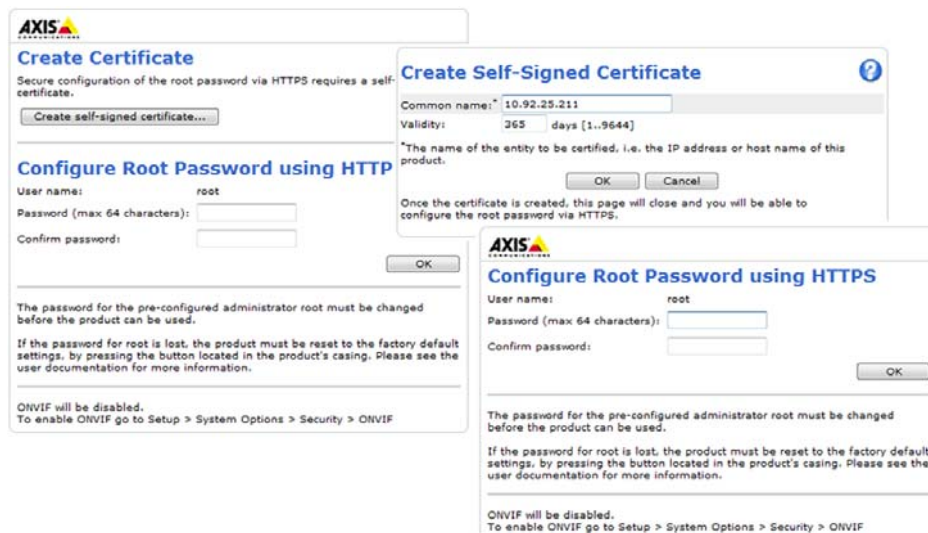 AXIS
COMMUNICATIONS
Create Certificate
Secure configuration of the root password via HTTPS requires a self-
certificate.
Create self-signed certificate...
Configure Root Password using HTTP
User name: root
Password (max 64 characters):
Confirm password:
OK
The password for the pre-configured administrator root must be changed
before the product can be used.
If the password for root is lost, the product must be reset to the factory default
settings, by pressing the button located in the product's casing. Please see the
user documentation for more information.
ONVIF will be disabled.
To enable ONVIF go to Setup > System Options > Security > ONVIF
Create Self-Signed Certificate
?
Common name:* 10.92.25.211
Validity: 365 days [1..9644]
*The name of the entity to be certified, i.e. the IP address or host name of this
product.
OK Cancel
Once the certificate is created, this page will close and you will be able to
configure the root password via HTTPS.
AXIS
COMMUNICATIONS
Configure Root Password using HTTPS
User name: root
Password (max 64 characters):
Confirm password:
OK
The password for the pre-configured administrator root must be changed
before the product can be used.
If the password for root is lost, the product must be reset to the factory default
settings, by pressing the button located in the product's casing. Please see the
user documentation for more information.
ONVIF will be disabled.
To enable ONVIF go to Setup > System Options > Security > ONVIF